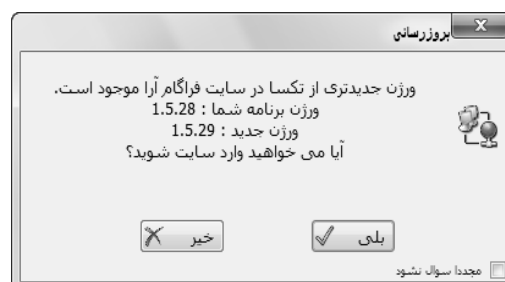 بروزرسانی
ورژن جدیدتری از تکسا در سایت فراگام آرا موجود است.
ورژن برنامه شما : 1.5.28
ورژن جدید : 1.5.29
آیا می خواهید وارد سایت شوید؟
بلی
خیر
مجددا سوال نشود